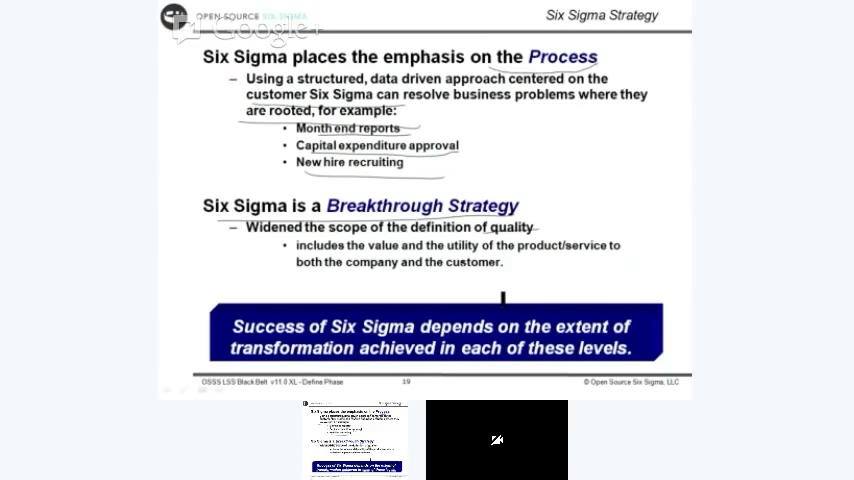 OPEN-SOURCE SIX SIGMA
Six Sigma Strategy
Google+
Six Sigma places the emphasis on the Process
– Using a structured, data driven approach centered on the
customer Six Sigma can resolve business problems where they
are rooted, for example:
• Month end reports
• Capital expenditure approval
• New hire recruiting
Six Sigma is a Breakthrough Strategy
– Widened the scope of the definition of quality
• includes the value and the utility of the product/service to
both the company and the customer.
Success of Six Sigma depends on the extent of
transformation achieved in each of these levels.
OSSS LSS Black Belt v11.0 XL - Define Phase
19
© Open Source Six Sigma, LLC